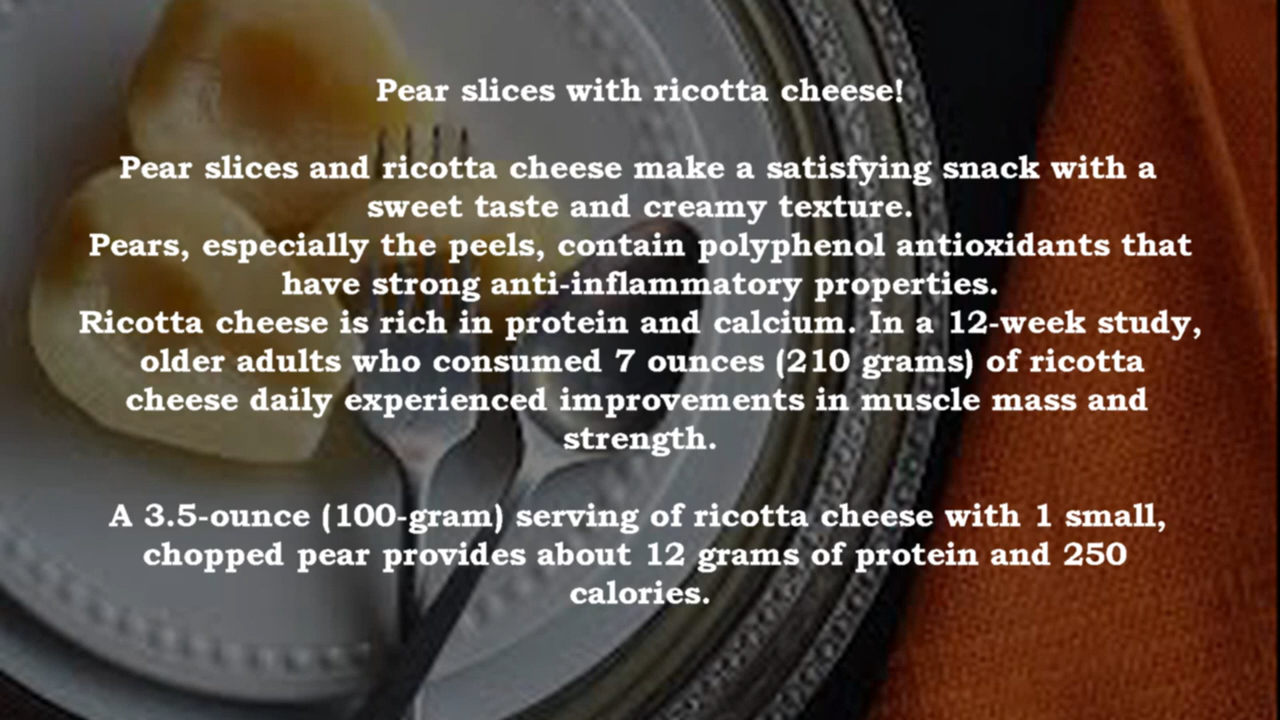 Pear slices with ricotta cheese!
Pear slices and ricotta cheese make a satisfying snack with a
sweet taste and creamy texture.
Pears, especially the peels, contain polyphenol antioxidants that
have strong anti-inflammatory properties.
Ricotta cheese is rich in protein and calcium. In a 12-week study,
older adults who consumed 7 ounces (210 grams) of ricotta
cheese daily experienced improvements in muscle mass and
strength.
A 3.5-ounce (100-gram) serving of ricotta cheese with 1 small,
chopped pear provides about 12 grams of protein and 250
calories.